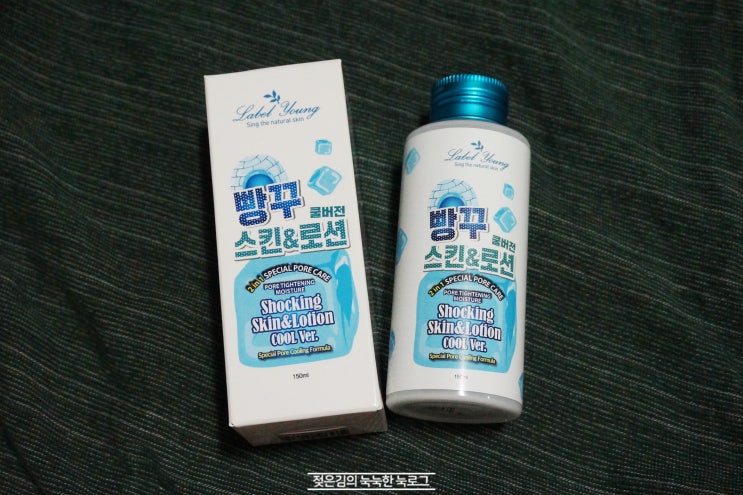 Label Young
Sing the natural skin
빵꾸
쿨버전
스킨&로션
2 in 1 SPECIAL PORE CARE
PORE TIGHTENING
MOISTURE
Shocking
Skin&Lotion
COOL Ver.
Special Pore Cooling Formula
150ml
Label Young
Sing the natural skin
빵꾸
쿨버전
스킨&로션
2 in 1 SPECIAL PORE CARE
PORE TIGHTENING
MOISTURE
Shocking
Skin&Lotion
COOL Ver.
Special Pore Cooling Formula
150ml
젖은김의 눅눅한 눅로그